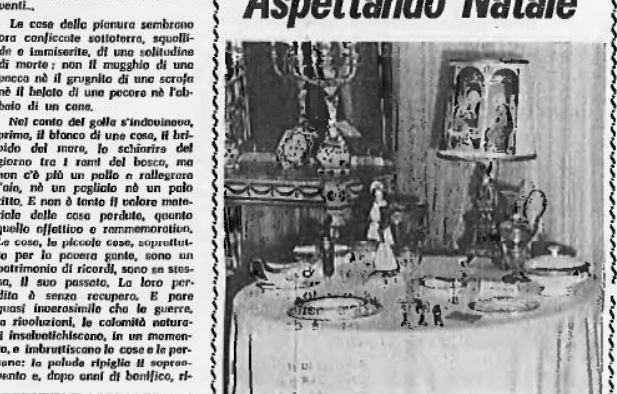 venti...
Le case della pianura sembrano
ora conficcate sottoterra, squalli-
de e immiserite, di una solitudine
di morte; non il mugghio di una
vacca nè il grugnito di una scrofa
nè il belato di una pecora nè l'ab-
baio di un cane.
Nel canto del gallo s'indovinava,
prima, il bianco di una casa, il bri-
vido del mare, lo schiarire del
giorno tra i rami del bosco, ma
non c'è più un pollo a rallegrare
l'aia, nè un pagliaio nè un palo
ritto. E non è tanto il valore mate-
riale delle cose perdute, quanto
quello affettivo e rammemorativo.
Le cose, le piccole cose, soprattut-
to per la povera gente, sono un
patrimonio di ricordi, sono se stes-
sa, il suo passato. La loro per-
dita è senza recupero. E pare
quasi inverosimile che le guerre,
le rivoluzioni, le calamità natura-
li inselvatichiscano, in un momen-
to, e imbruttiscano le cose e le per-
sone: la palude ripiglia il soprav-
vento e, dopo anni di bonifica, ri-
Aspettando Natale